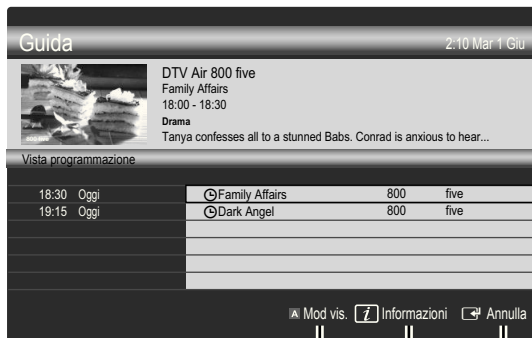 Guida 2:10 Mar 1 Giu
DTV Air 800 five
Family Affairs
18:00 - 18:30
Drama
Tanya confesses all to a stunned Babs. Conrad is anxious to hear...
Vista programmazione
18:30 Oggi Family Affairs 800 five
19:15 Oggi Dark Angel 800 five
A Mod vis. i Informazioni Annulla